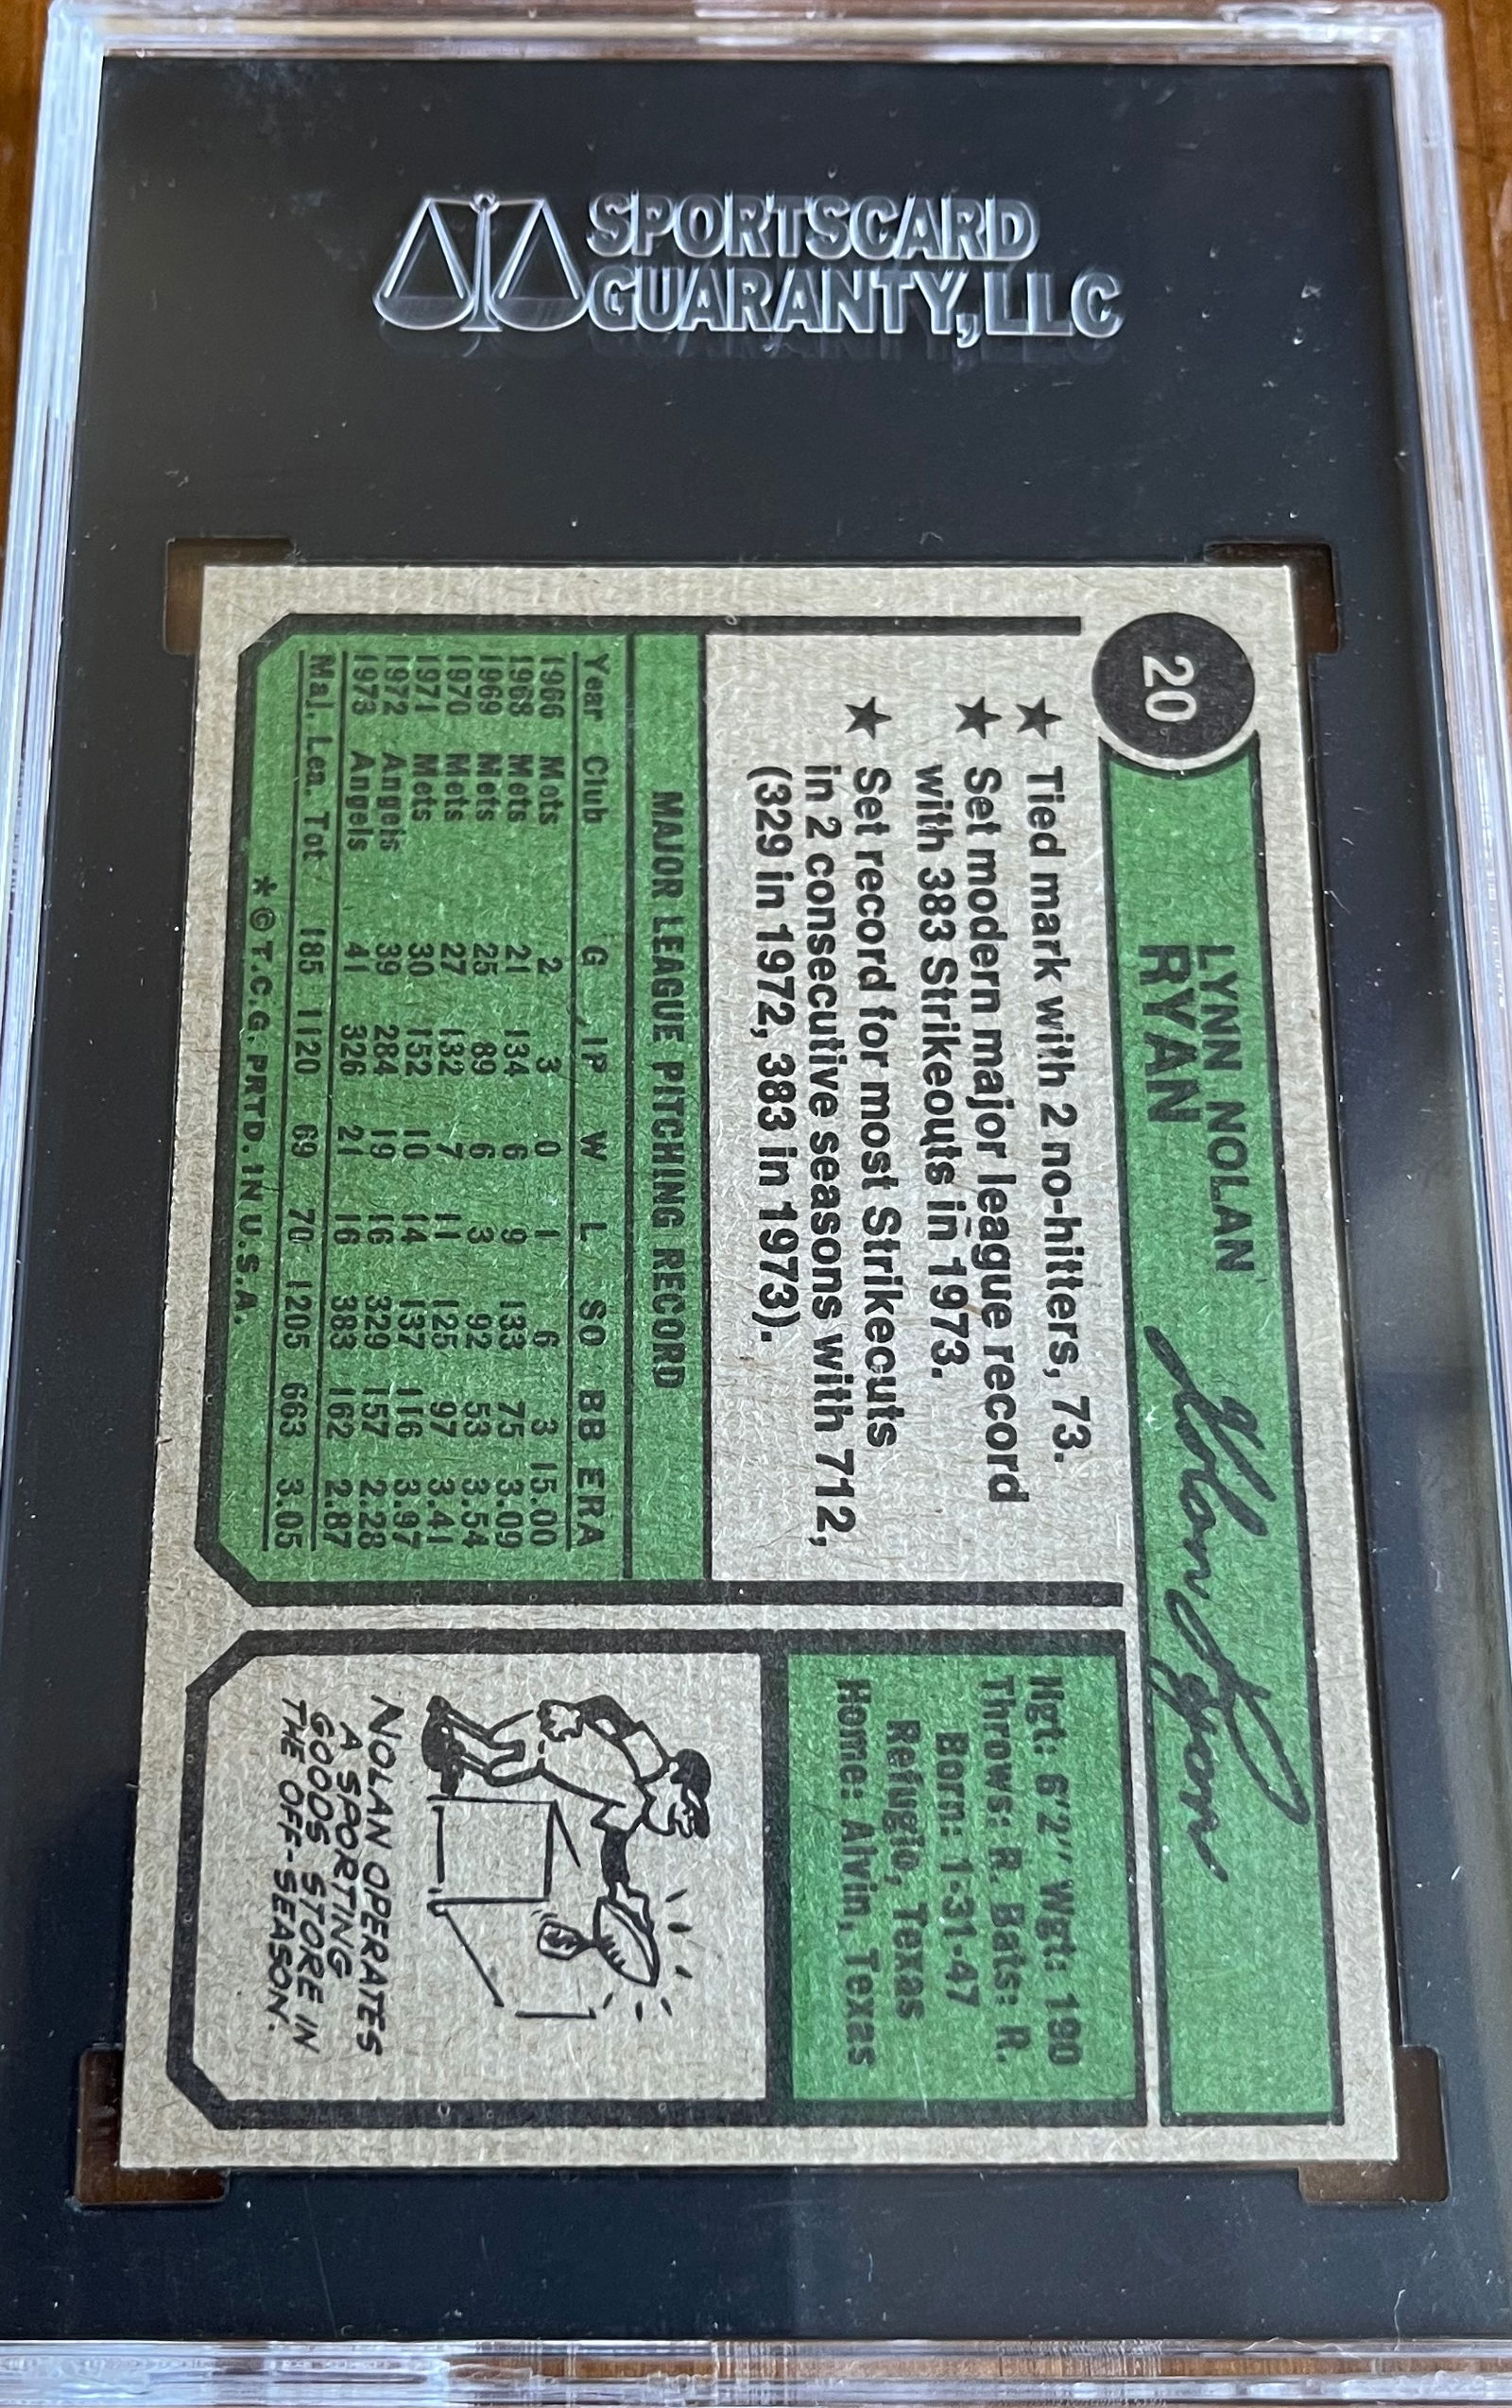 SPORTSCARD
GUARANTY, LLC
20
LYNN NOLAN
RYAN
Nolan Ryan
★ Tied mark with 2 no-hitters, 73.
★ Set modern major league record
with 383 Strikeouts in 1973.
★ Set record for most Strikeouts
in 2 consecutive seasons with 712,
(329 in 1972, 383 in 1973).
MAJOR LEAGUE PITCHING RECORD
Year Club G IP W L SO BB ERA
1966 Mets 2 3 0 1 6 3 15.00
1968 Mets 21 134 6 9 133 75 3.09
1969 Mets 25 89 6 3 92 53 3.54
1970 Mets 27 132 7 11 125 97 3.41
1971 Mets 30 152 10 14 137 116 3.97
1972 Angels 39 284 19 16 329 157 2.28
1973 Angels 41 326 21 16 383 162 2.87
Maj. Lea. Tot. 185 1120 69 70 1205 663 3.05
* © T.C.G. PRTD. IN U.S.A.
Hgt: 6'2" Wgt: 190
Throws: R. Bats: R.
Born: 1-31-47
Refugio, Texas
Home: Alvin, Texas
$
NOLAN OPERATES
A SPORTING
GOODS STORE IN
THE OFF-SEASON.